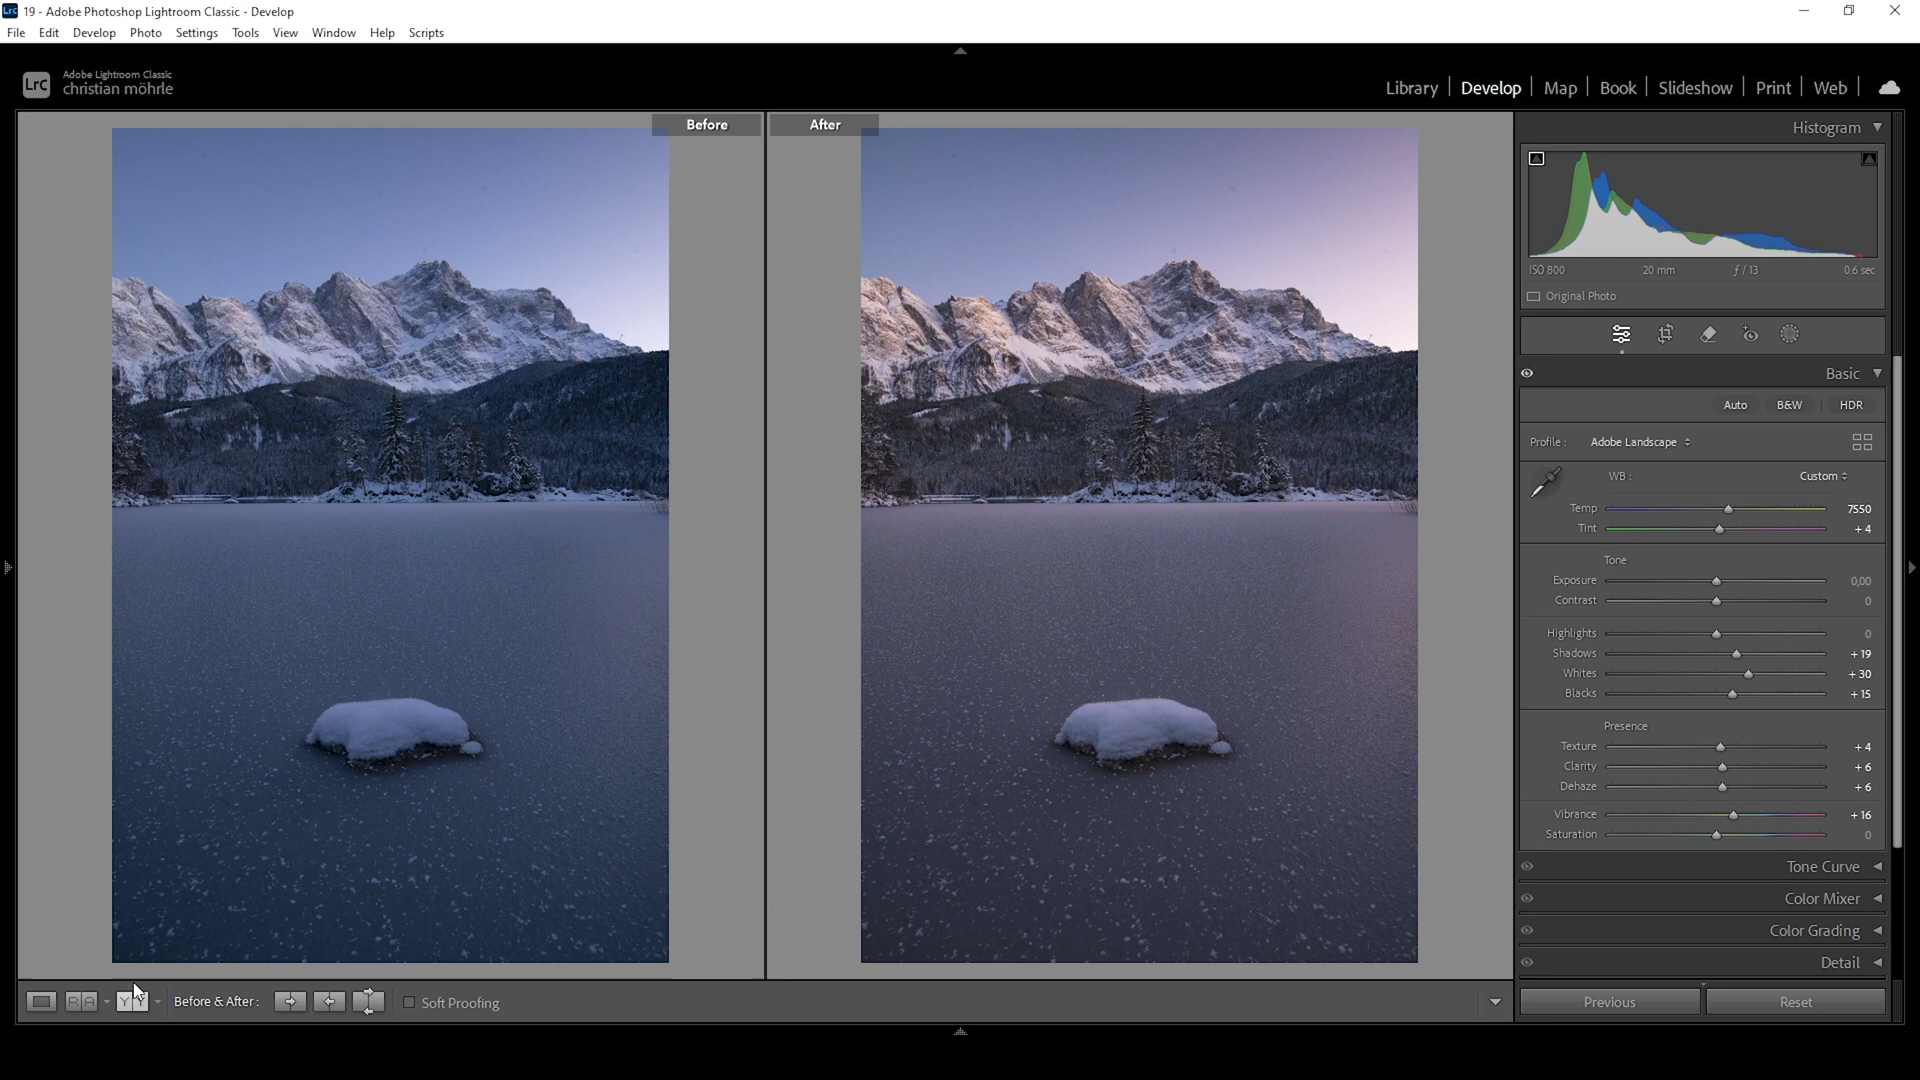 Lrc 19 - Adobe Photoshop Lightroom Classic - Develop
File Edit Develop Photo Settings Tools View Window Help Scripts
LrC Adobe Lightroom Classic
christian möhrle
Library Develop Map Book Slideshow Print Web
Before After
Histogram
ISO 800 20 mm ƒ / 13 0.6 sec
Original Photo
Basic
Auto B&W HDR
Profile : Adobe Landscape
WB : Custom
Temp 7550
Tint + 4
Tone
Exposure 0,00
Contrast 0
Highlights 0
Shadows + 19
Whites + 30
Blacks + 15
Presence
Texture + 4
Clarity + 6
Dehaze + 6
Vibrance + 16
Saturation 0
Tone Curve
Color Mixer
Color Grading
Detail
R A Y Y Before & After : Soft Proofing
Previous Reset